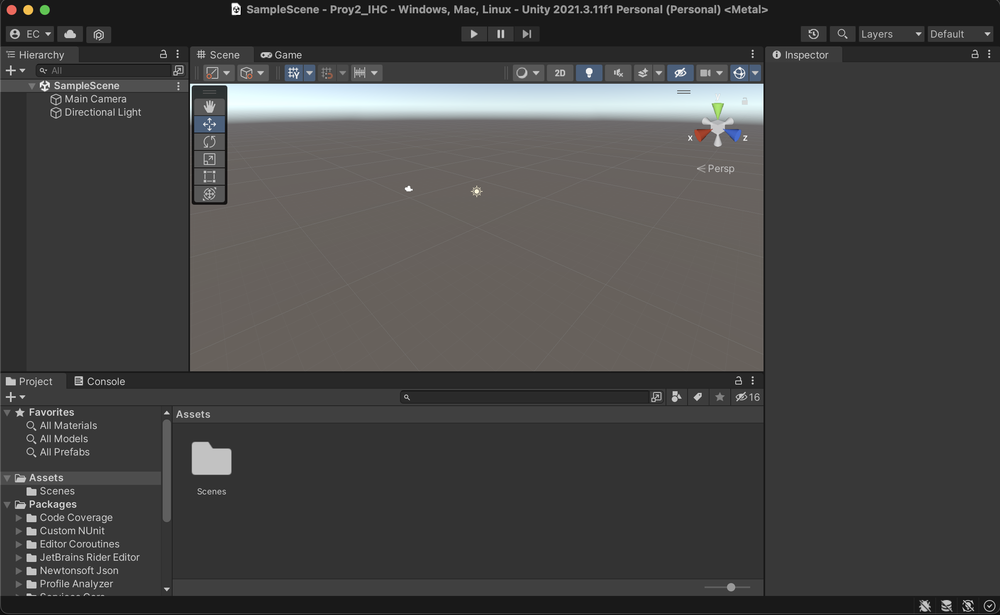 SampleScene - Proy2_IHC - Windows, Mac, Linux - Unity 2021.3.11f1 Personal (Personal) <Metal>
EC
Layers
Default
Hierarchy
Scene
Game
Inspector
All
2D
SampleScene
Main Camera
Directional Light
y
x
z
Persp
Project
Console
16
Favorites
All Materials
All Models
All Prefabs
Assets
Scenes
Packages
Code Coverage
Custom NUnit
Editor Coroutines
JetBrains Rider Editor
Newtonsoft Json
Profile Analyzer
Assets
Scenes